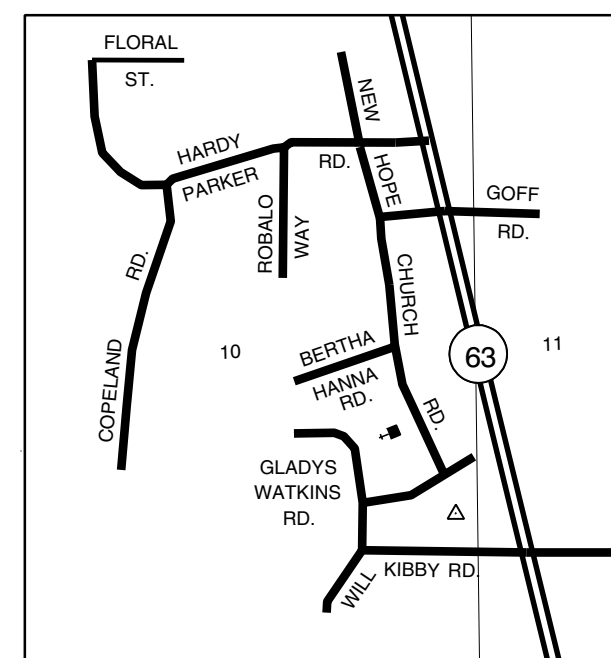 FLORAL
ST.
HARDY
PARKER
RD.
NEW
HOPE
CHURCH
RD.
GOFF
RD.
ROBALO
WAY
COPELAND
RD.
10
11
63
BERTHA
HANNA
RD.
GLADYS
WATKINS
RD.
WILL
KIBBY RD.